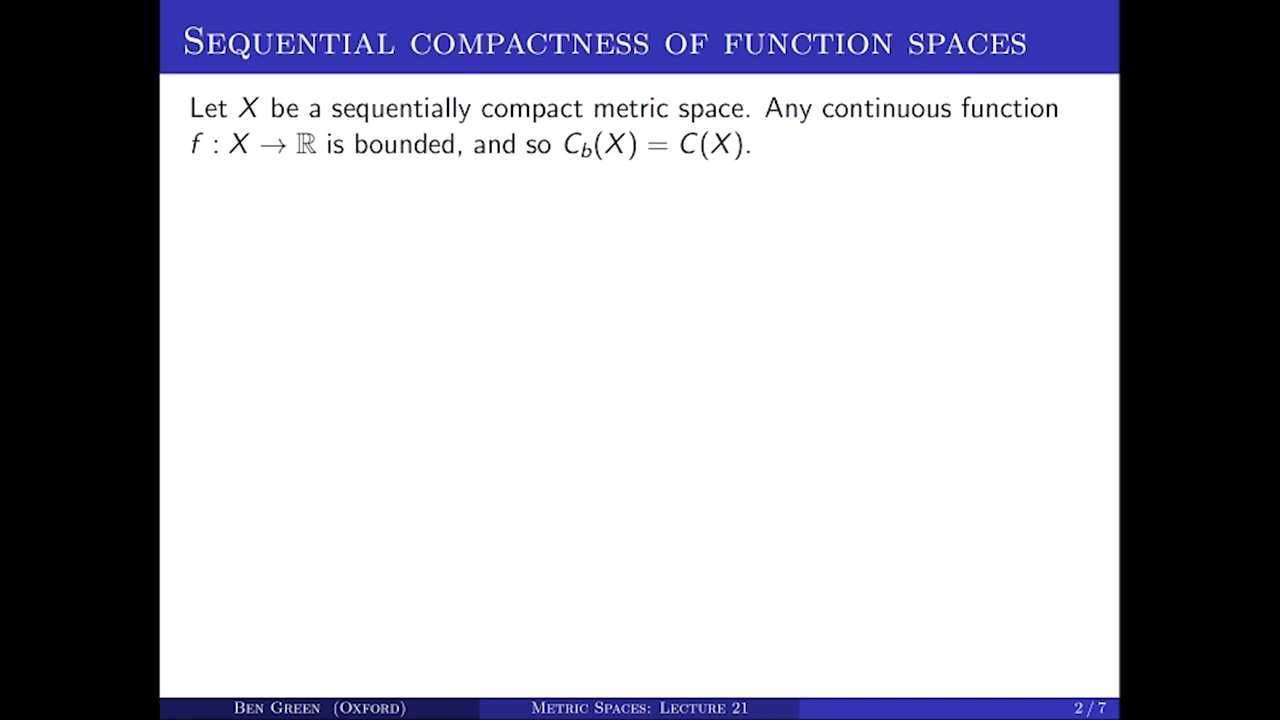 SEQUENTIAL COMPACTNESS OF FUNCTION SPACES
Let X be a sequentially compact metric space. Any continuous function
f : X → ℝ is bounded, and so C_b(X) = C(X).
BEN GREEN (OXFORD) METRIC SPACES: LECTURE 21 2 / 7